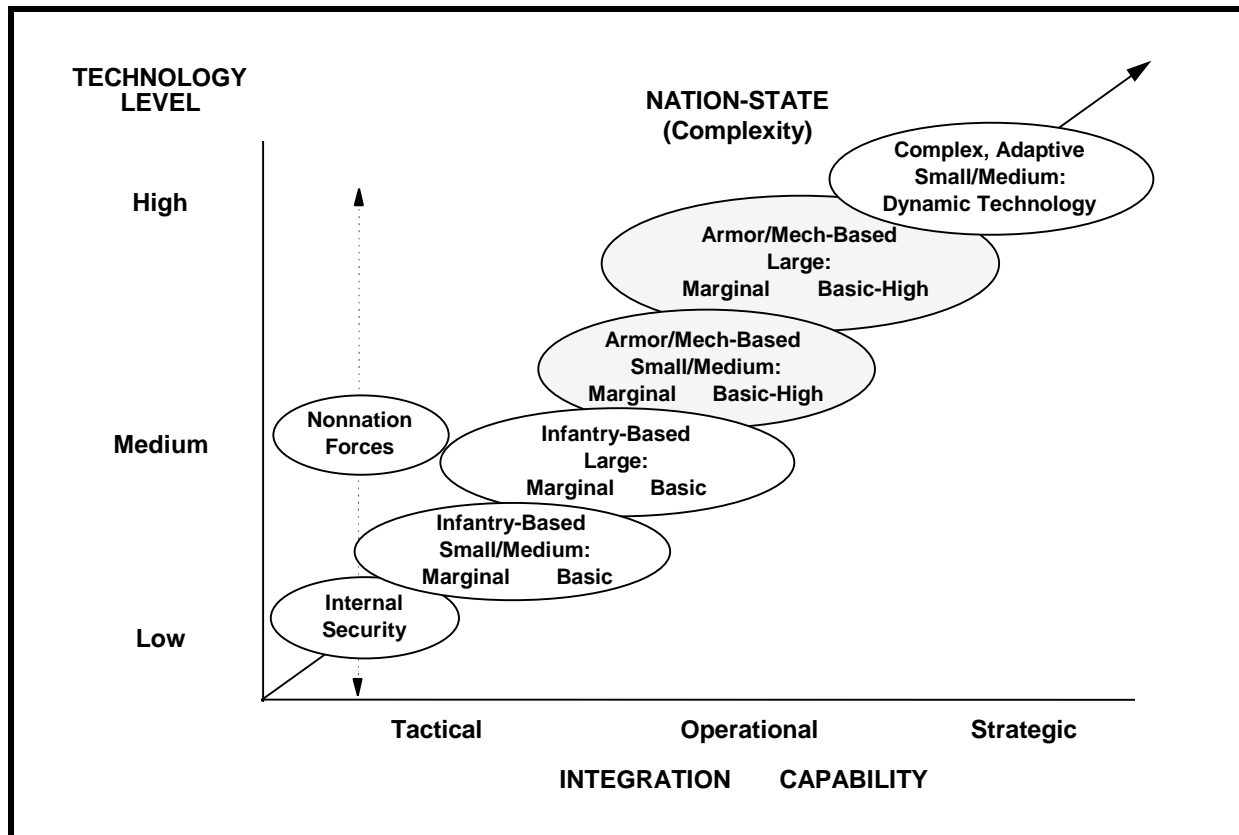 TECHNOLOGY
LEVEL
NATION-STATE
(Complexity)
Complex, Adaptive
Small/Medium:
Dynamic Technology
High
Armor/Mech-Based
Large:
Marginal Basic-High
Armor/Mech-Based
Small/Medium:
Marginal Basic-High
Nonnation
Forces
Medium
Infantry-Based
Large:
Marginal Basic
Infantry-Based
Small/Medium:
Marginal Basic
Internal
Security
Low
Tactical Operational Strategic
INTEGRATION CAPABILITY